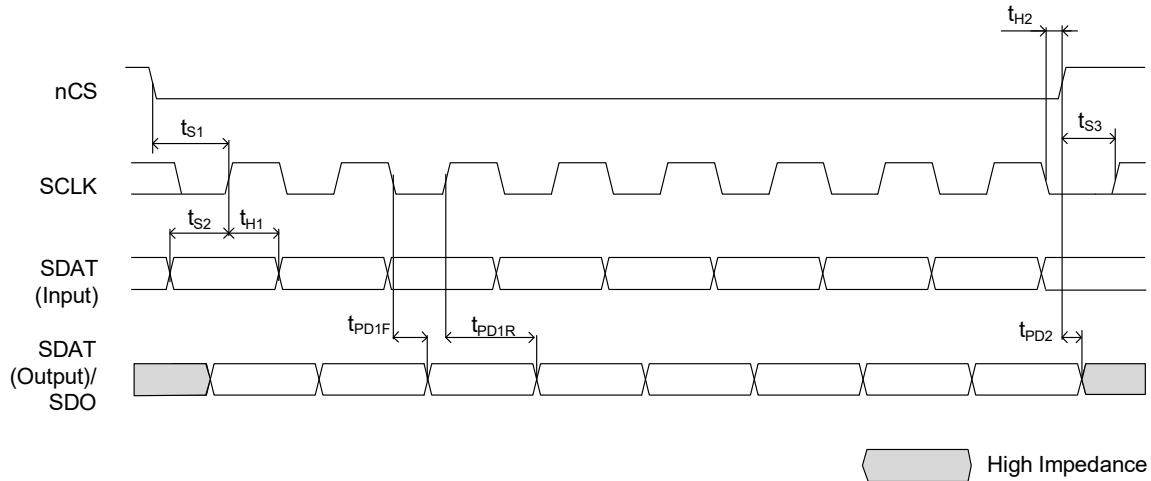 tH2
nCS
tS1
tS3
SCLK
tS2
tH1
SDAT
(Input)
tPD1F
tPD1R
tPD2
SDAT
(Output)/
SDO
High Impedance